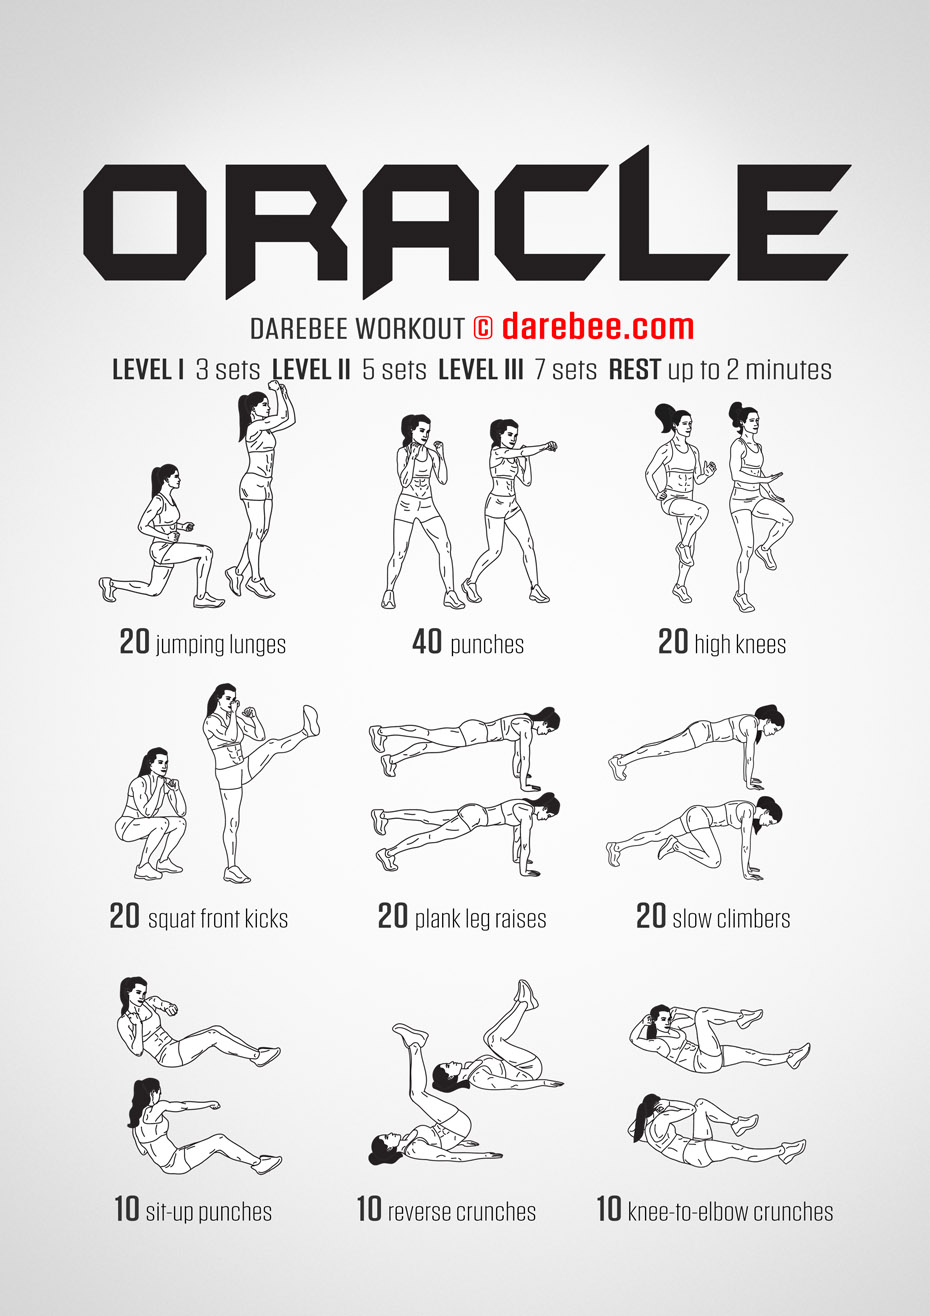 ORACLE
DAREBEE WORKOUT © darebee.com
LEVEL I 3 sets LEVEL II 5 sets LEVEL III 7 sets REST up to 2 minutes
20 jumping lunges
40 punches
20 high knees
20 squat front kicks
20 plank leg raises
20 slow climbers
10 sit-up punches
10 reverse crunches
10 knee-to-elbow crunches